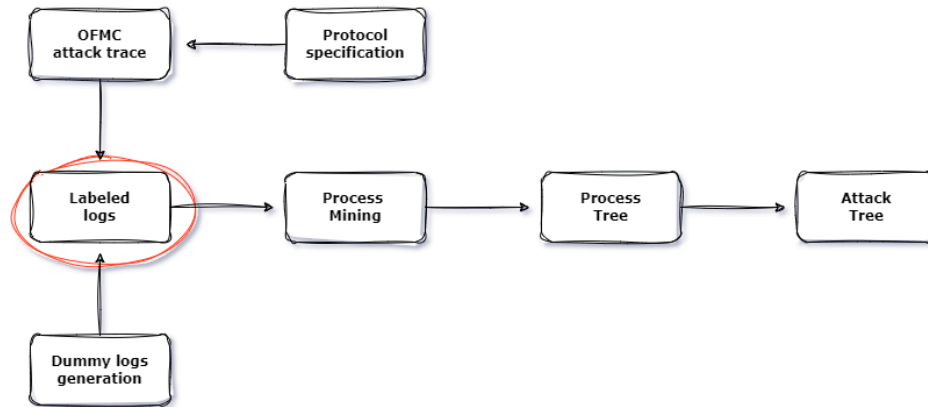 OFMC
attack trace
Protocol
specification
Labeled
logs
Process
Mining
Process
Tree
Attack
Tree
Dummy logs
generation